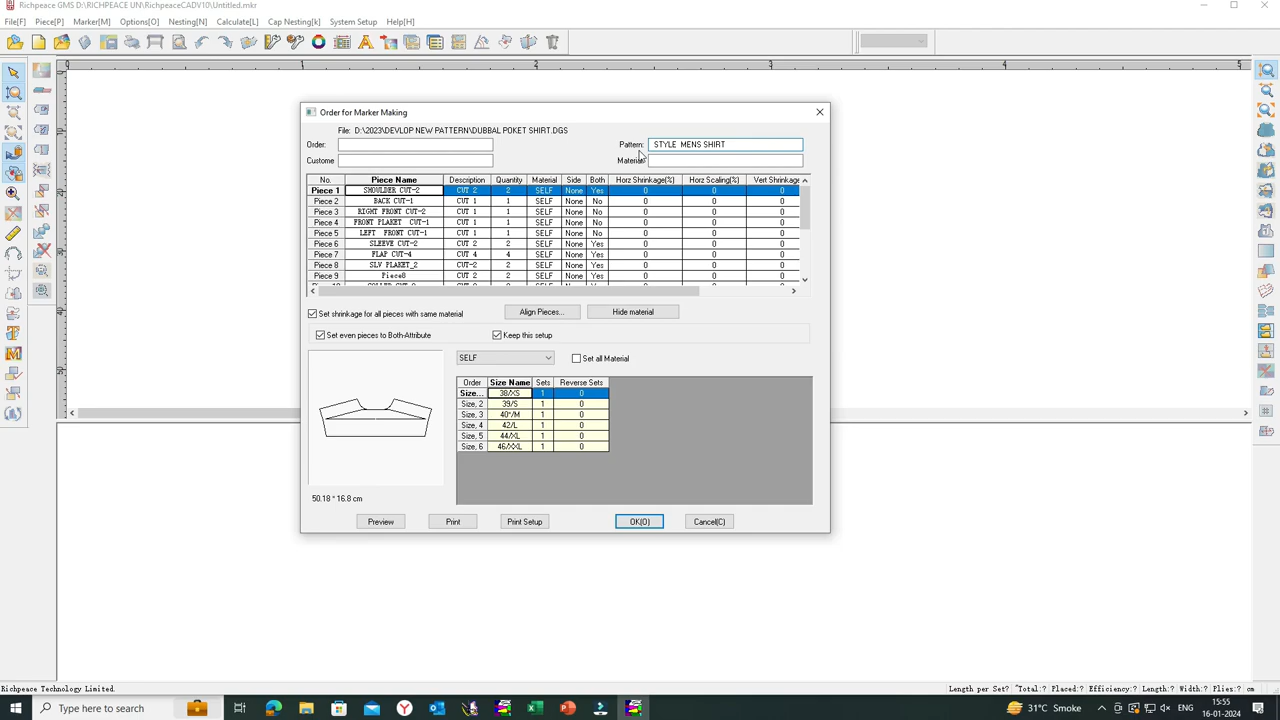 Richpeace GMS D:\RICHPEACE UN\RichpeaceCADV10\Untitled.mkr
File[F] Piece[P] Marker[M] Options[O] Nesting[N] Calculate[L] Cap Nesting[k] System Setup Help[H]
0 1 2 3 4 5
Order for Marker Making
File: D:\2023\DEVLOP NEW PATTERN\DUBBAL POKET SHIRT.DGS
Order: Pattern: STYLE MENS SHIRT
Custome Material:
No. Piece Name Description Quantity Material Side Both Horz Shrinkage(%) Horz Scaling(%) Vert Shrinkage
Piece 1 SHOULDER CUT-2 CUT 2 2 SELF None Yes 0 0 0
Piece 2 BACK CUT-1 CUT 1 1 SELF None No 0 0 0
Piece 3 RIGHT FRONT CUT-2 CUT 1 1 SELF None No 0 0 0
Piece 4 FRONT PLAKET CUT-1 CUT 1 1 SELF None No 0 0 0
Piece 5 LEFT FRONT CUT-1 CUT 1 1 SELF None No 0 0 0
Piece 6 SLEEVE CUT-2 CUT 2 2 SELF None Yes 0 0 0
Piece 7 FLAP CUT-4 CUT 4 4 SELF None Yes 0 0 0
Piece 8 SLV PLAKET_2 CUT-2 2 SELF None Yes 0 0 0
Piece 9 Piece8 CUT 2 2 SELF None Yes 0 0 0
Set shrinkage for all pieces with same material Align Pieces... Hide material
Set even pieces to Both-Attribute Keep this setup
SELF Set all Material
Order Size Name Sets Reverse Sets
Size... 38/XS 1 0
Size, 2 39/S 1 0
Size, 3 40"/M 1 0
Size, 4 42/L 1 0
Size, 5 44/XL 1 0
Size, 6 46/XXL 1 0
50.18 * 16.8 cm
Preview Print Print Setup OK(O) Cancel(C)
Richpeace Technology Limited. Length per Set? "Total:? Placed:? Efficiency:? Length:? Width:? Plies:? cm
Type here to search 31°C Smoke ENG 15:55
16-01-2024